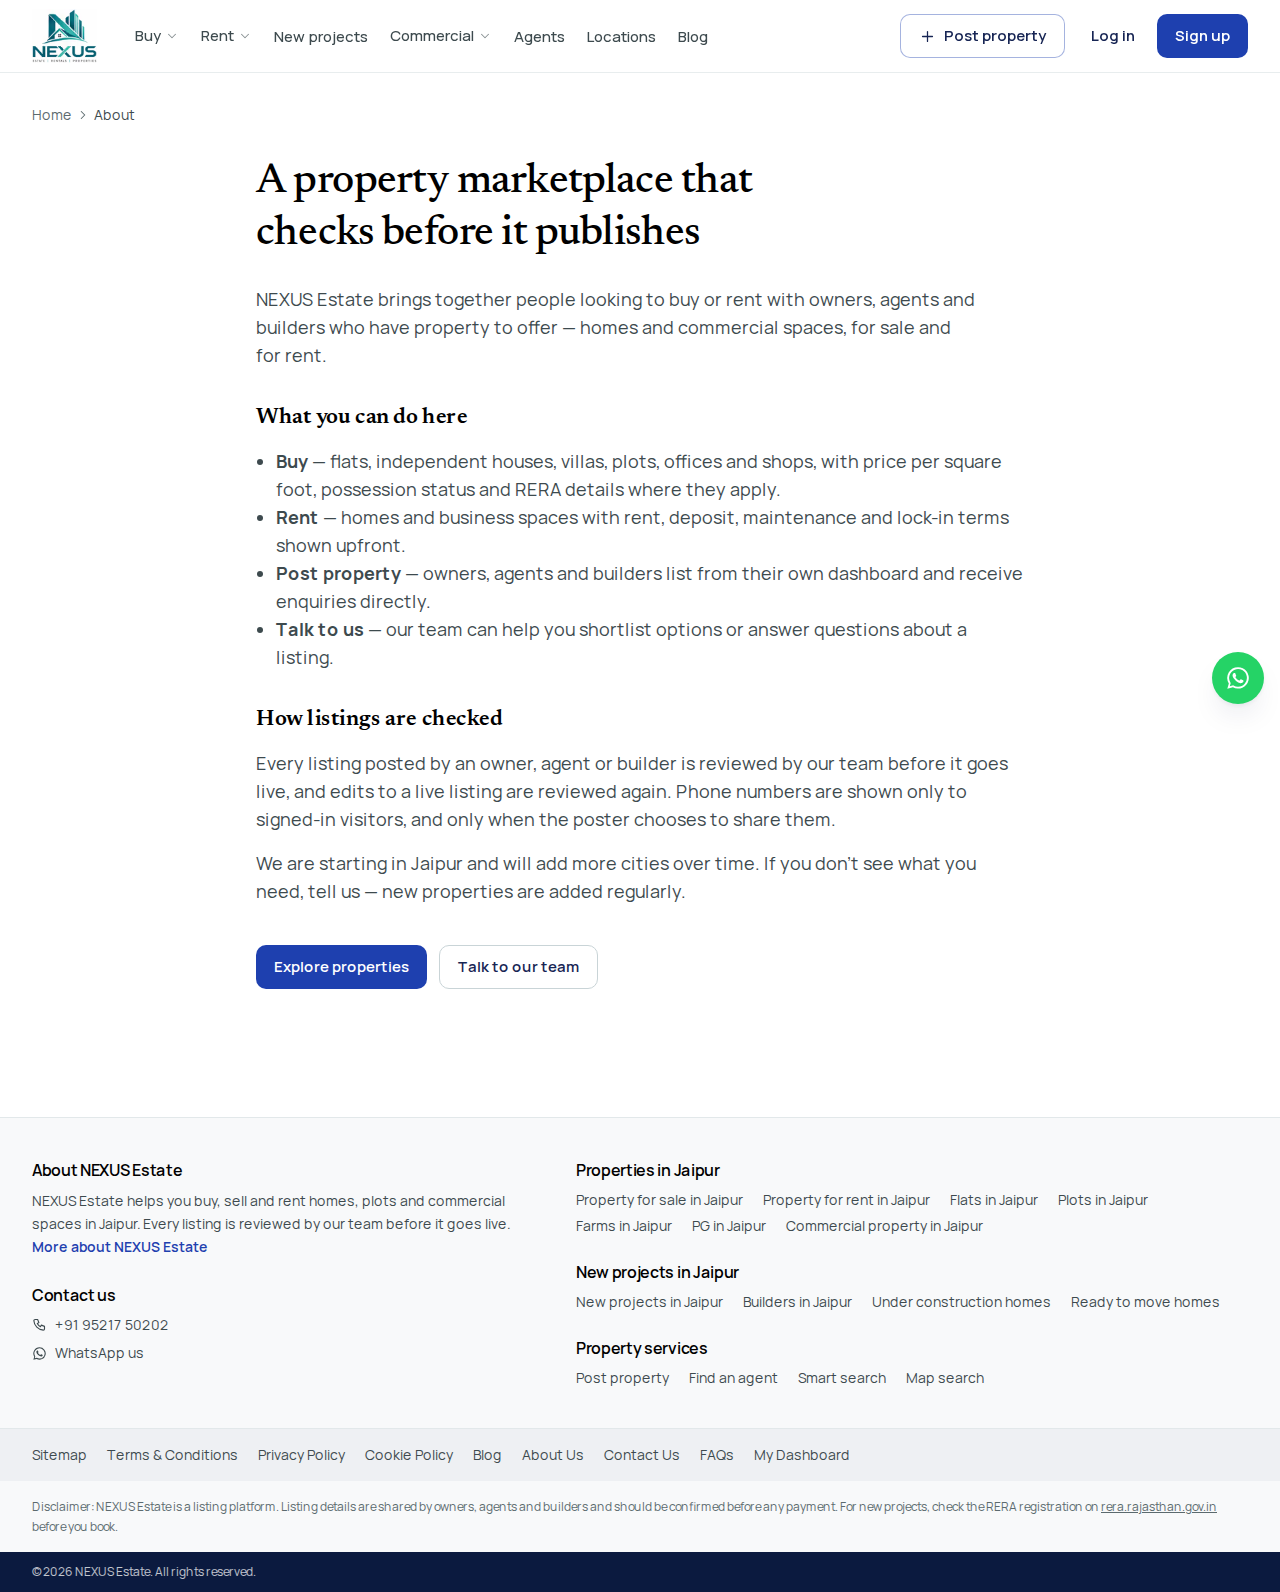 NEXUS
ESTATE | RENTALS | PROPERTIES
Buy
Rent
New projects
Commercial
Agents
Locations
Blog
Post property
Log in
Sign up
Home > About
A property marketplace that
checks before it publishes
NEXUS Estate brings together people looking to buy or rent with owners, agents and
builders who have property to offer — homes and commercial spaces, for sale and
for rent.
What you can do here
• Buy — flats, independent houses, villas, plots, offices and shops, with price per square
foot, possession status and RERA details where they apply.
• Rent — homes and business spaces with rent, deposit, maintenance and lock-in terms
shown upfront.
• Post property — owners, agents and builders list from their own dashboard and receive
enquiries directly.
• Talk to us — our team can help you shortlist options or answer questions about a
listing.
How listings are checked
Every listing posted by an owner, agent or builder is reviewed by our team before it goes
live, and edits to a live listing are reviewed again. Phone numbers are shown only to
signed-in visitors, and only when the poster chooses to share them.
We are starting in Jaipur and will add more cities over time. If you don't see what you
need, tell us — new properties are added regularly.
Explore properties
Talk to our team
About NEXUS Estate
NEXUS Estate helps you buy, sell and rent homes, plots and commercial
spaces in Jaipur. Every listing is reviewed by our team before it goes live.
More about NEXUS Estate
Contact us
+91 95217 50202
WhatsApp us
Properties in Jaipur
Property for sale in Jaipur Property for rent in Jaipur Flats in Jaipur Plots in Jaipur
Farms in Jaipur PG in Jaipur Commercial property in Jaipur
New projects in Jaipur
New projects in Jaipur Builders in Jaipur Under construction homes Ready to move homes
Property services
Post property Find an agent Smart search Map search
Sitemap Terms & Conditions Privacy Policy Cookie Policy Blog About Us Contact Us FAQs My Dashboard
Disclaimer: NEXUS Estate is a listing platform. Listing details are shared by owners, agents and builders and should be confirmed before any payment. For new projects, check the RERA registration on rera.rajasthan.gov.in
before you book.
© 2026 NEXUS Estate. All rights reserved.